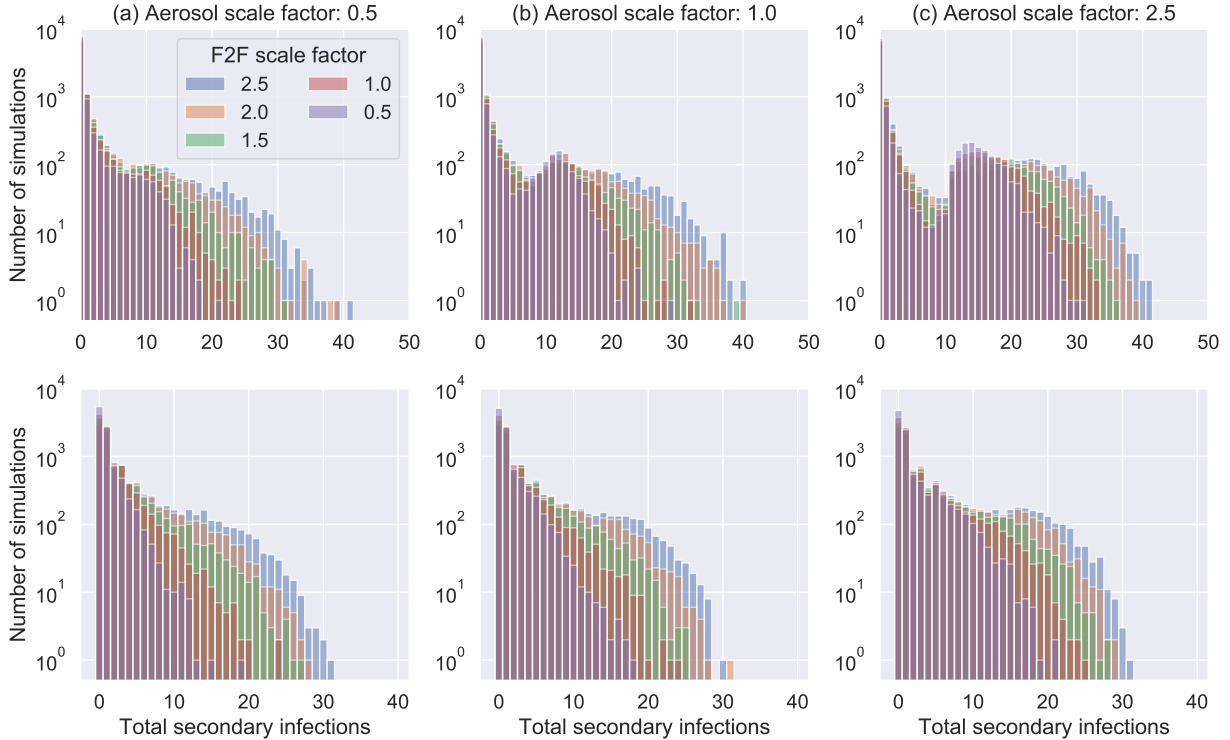 (a) Aerosol scale factor: 0.5
(b) Aerosol scale factor: 1.0
(c) Aerosol scale factor: 2.5
Number of simulations
10^4
10^3
10^2
10^1
10^0
F2F scale factor
2.5
1.0
2.0
0.5
1.5
0 10 20 30 40 50
10^4
10^3
10^2
10^1
10^0
0 10 20 30 40 50
10^4
10^3
10^2
10^1
10^0
0 10 20 30 40 50
Number of simulations
10^4
10^3
10^2
10^1
10^0
0 10 20 30 40
Total secondary infections
10^4
10^3
10^2
10^1
10^0
0 10 20 30 40
Total secondary infections
10^4
10^3
10^2
10^1
10^0
0 10 20 30 40
Total secondary infections